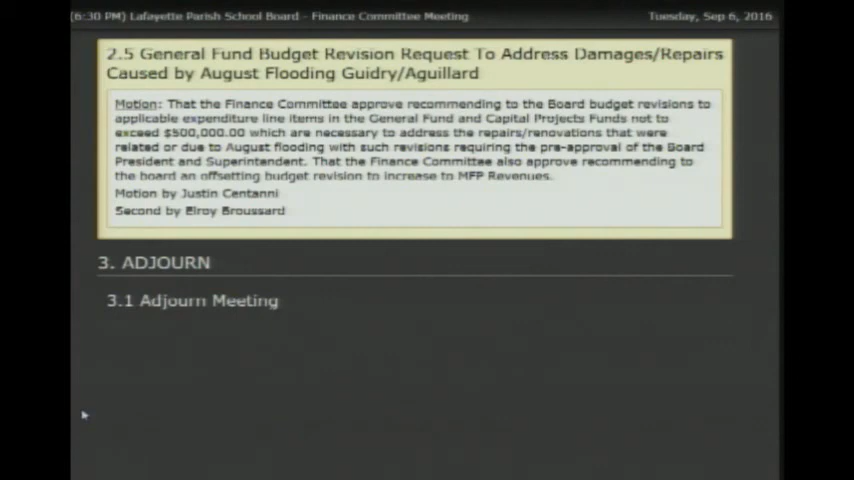 (6:30 PM) Lafayette Parish School Board - Finance Committee Meeting Tuesday, Sep 6, 2016
2.5 General Fund Budget Revision Request To Address Damages/Repairs
Caused by August Flooding Guidry/Aguillard
Motion: That the Finance Committee approve recommending to the Board budget revisions to
applicable expenditure line items in the General Fund and Capital Projects Funds not to
exceed $500,000.00 which are necessary to address the repairs/renovations that were
related or due to August flooding with such revisions requiring the pre-approval of the Board
President and Superintendent. That the Finance Committee also approve recommending to
the board an offsetting budget revision to increase to MFP Revenues.
Motion by Justin Centanni
Second by Elroy Broussard
3. ADJOURN
3.1 Adjourn Meeting